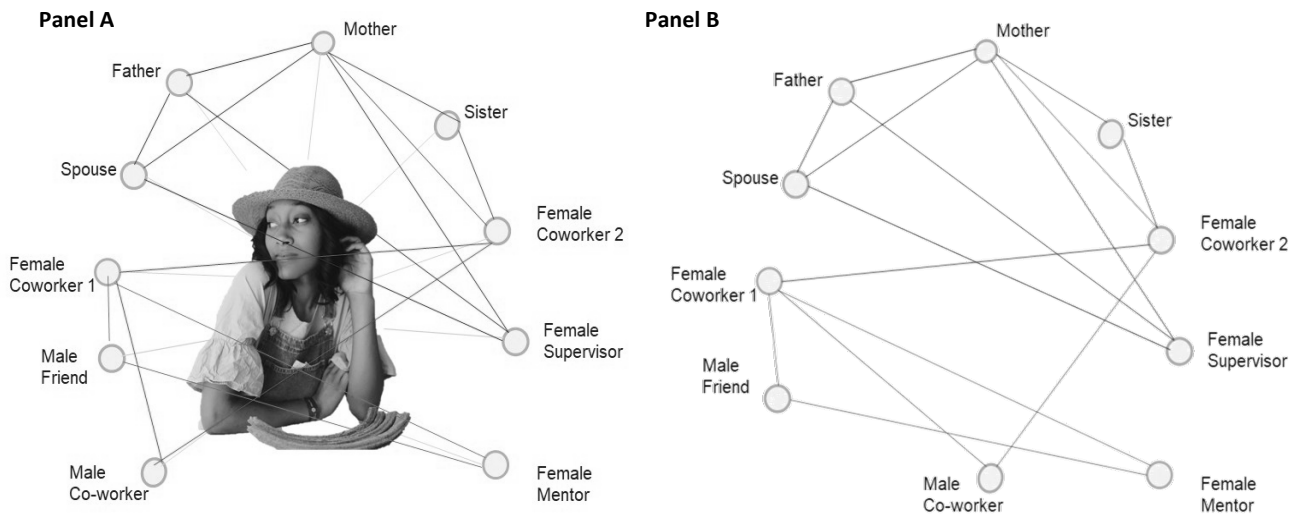 Panel A
Mother
Father
Sister
Spouse
Female
Coworker 2
Female
Coworker 1
Female
Supervisor
Male
Friend
Male
Co-worker
Female
Mentor
Panel B
Mother
Father
Sister
Spouse
Female
Coworker 2
Female
Coworker 1
Female
Supervisor
Male
Friend
Male
Co-worker
Female
Mentor